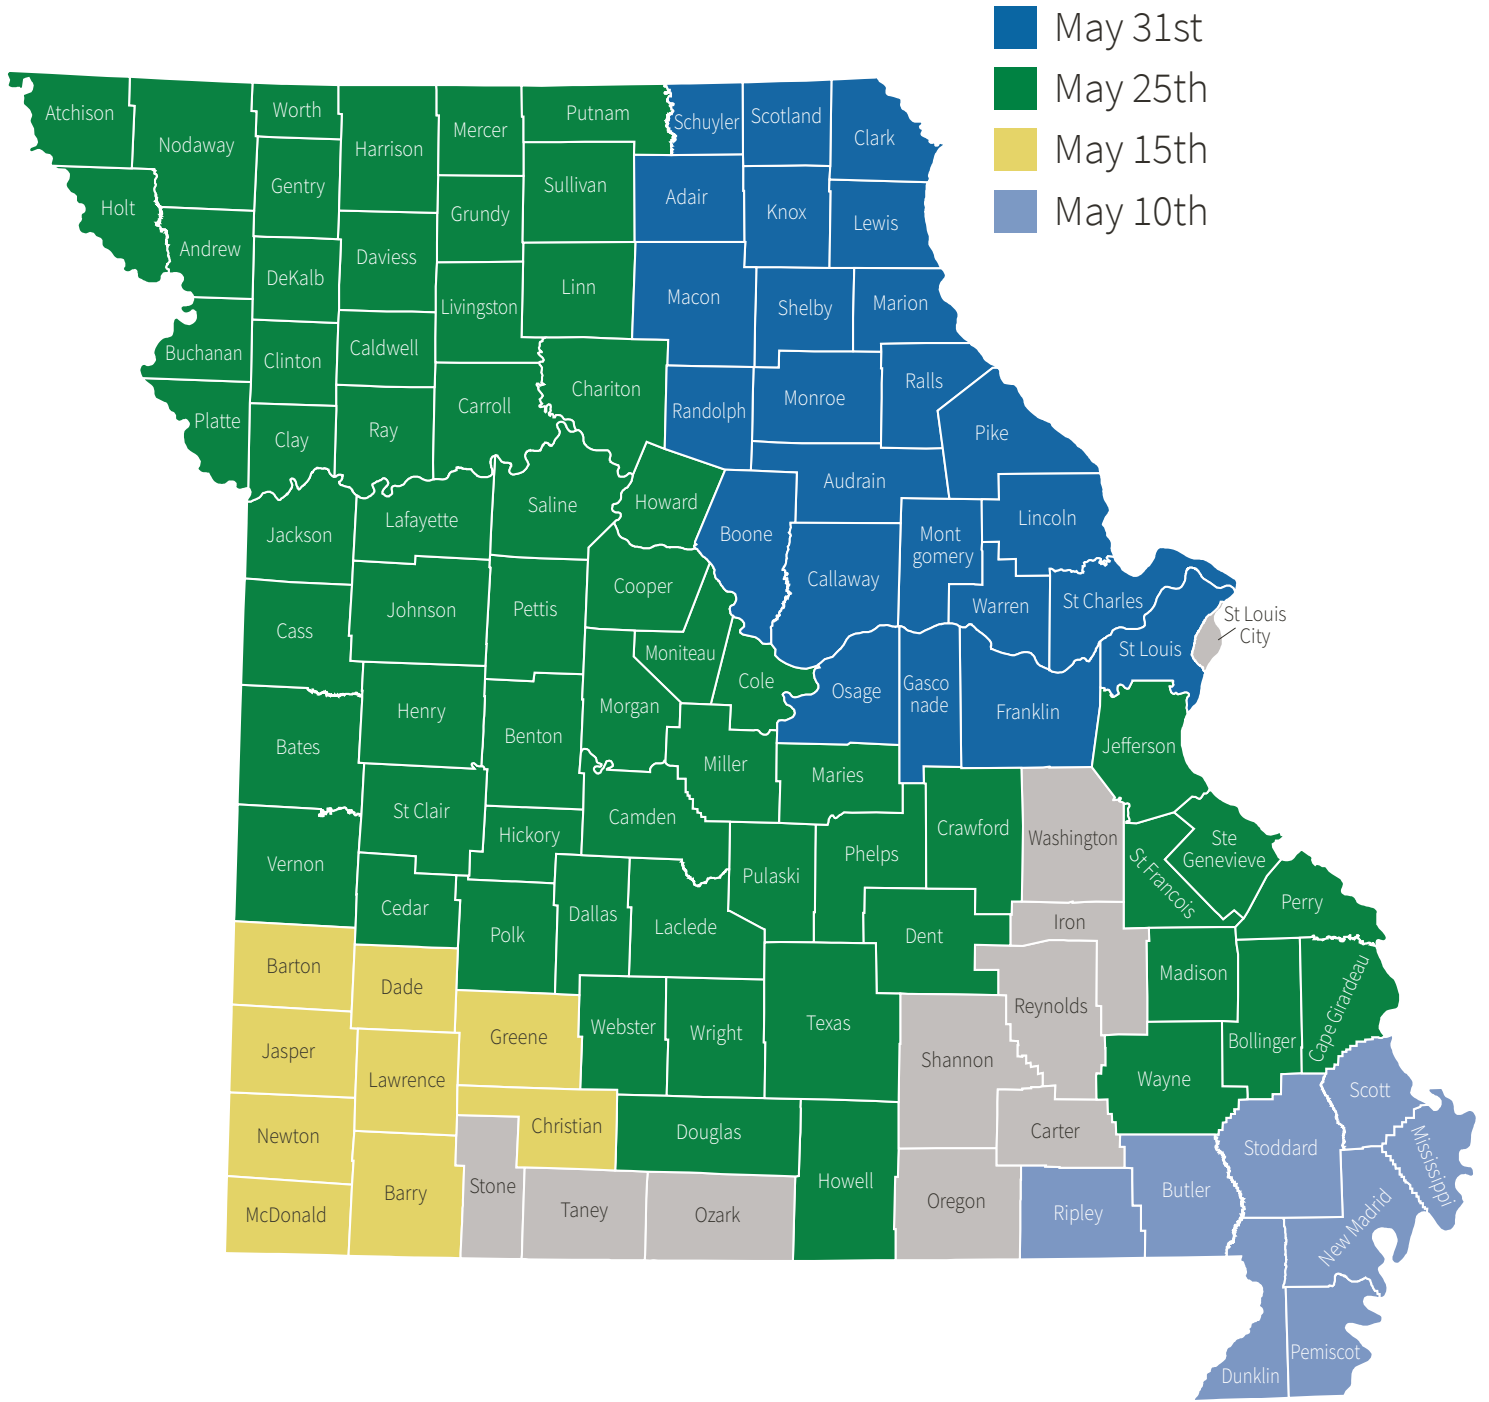 May 31st
May 25th
May 15th
May 10th
Atchison
Nodaway
Worth
Harrison
Mercer
Putnam
Schuyler
Scotland
Clark
Gentry
Sullivan
Adair
Knox
Lewis
Holt
Grundy
Andrew
DeKalb
Daviess
Linn
Livingston
Macon
Shelby
Marion
Buchanan
Clinton
Caldwell
Chariton
Ralls
Monroe
Randolph
Carroll
Platte
Clay
Ray
Pike
Audrain
Saline
Howard
Lincoln
Jackson
Lafayette
Boone
Mont
gomery
Callaway
Cooper
Johnson
Pettis
Warren
St Charles
St Louis
City
Cass
Moniteau
St Louis
Cole
Osage
Gasco
nade
Henry
Morgan
Franklin
Benton
Bates
Jefferson
Miller
Maries
St Clair
Camden
Hickory
Crawford
Washington
Ste
Genevieve
Phelps
Vernon
Pulaski
St Francois
Cedar
Dallas
Perry
Polk
Laclede
Dent
Iron
Barton
Dade
Madison
Reynolds
Cape Girardeau
Greene
Webster
Wright
Texas
Bollinger
Jasper
Shannon
Lawrence
Wayne
Scott
Newton
Christian
Douglas
Carter
Stoddard
Mississippi
Barry
Stone
Howell
Butler
Oregon
McDonald
Taney
Ozark
Ripley
New Madrid
Pemiscot
Dunklin